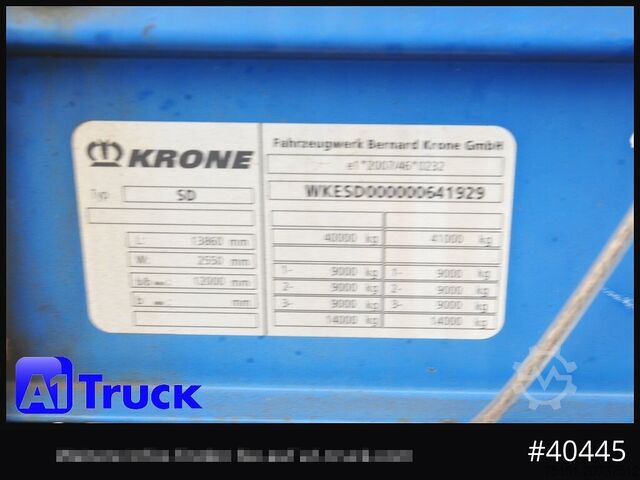 KRONE
Fahrzeugwerk Bernard Krone GmbH
e1*2007/46*0232
Typ SD
WKESD000000641929
L: 13860 mm
W: 2550 mm
12000 mm
b : mm
40000 kg 41000 kg
1- 9000 kg 1- 9000 kg
2- 9000 kg 2- 9000 kg
3- 9000 kg 3- 9000 kg
14000 kg 14000 kg
A1 Truck
#40445